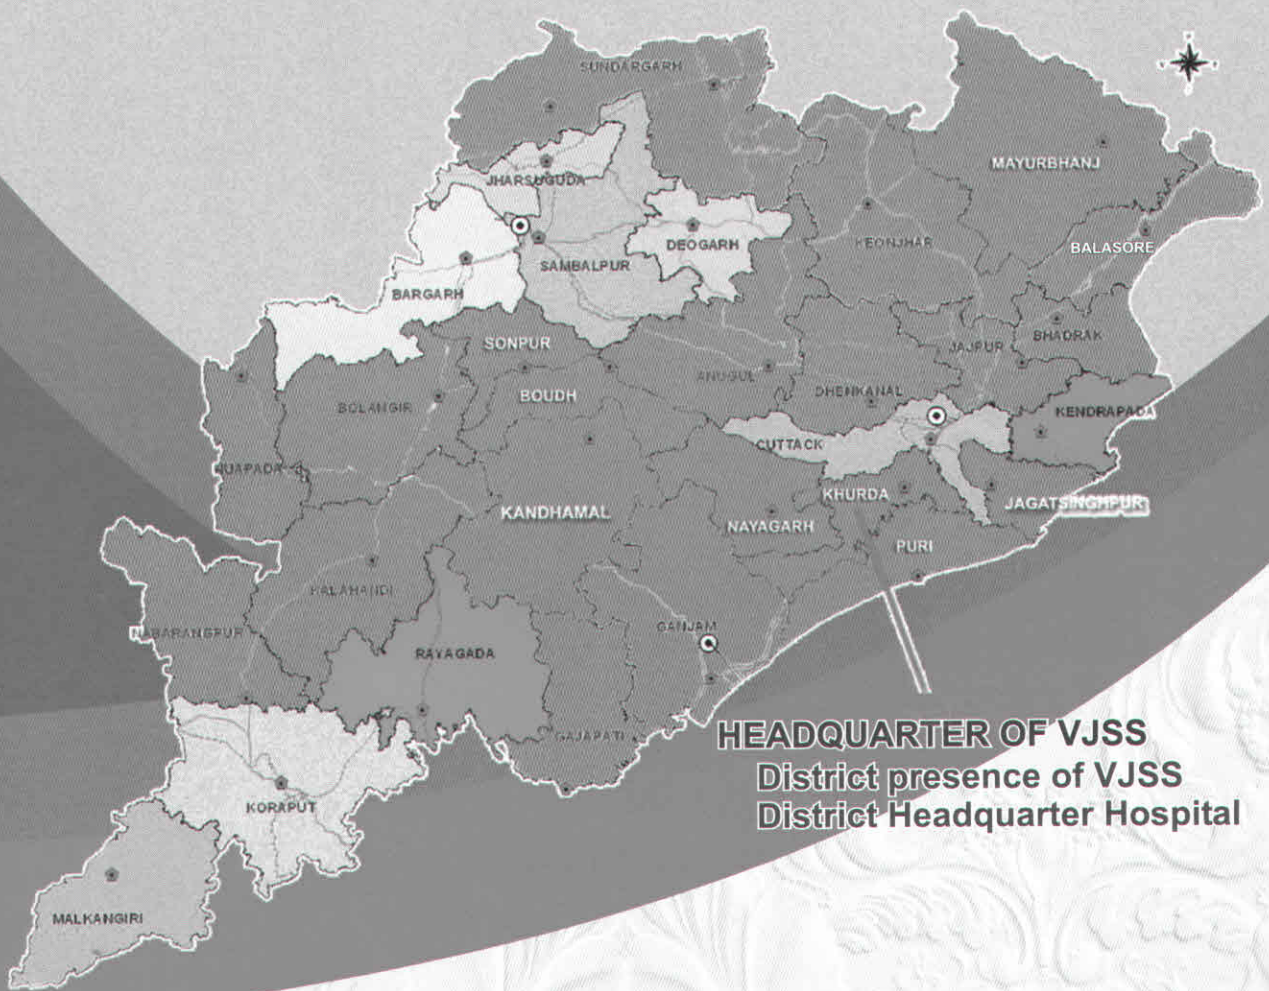 SUNDARGARH
MAYURBHANJ
JHARSUGUDA
KEONJHAR
DEOGARH
BALASORE
SAMBALPUR
BARGARH
BHADRAK
SONPUR
JAJPUR
ANUGUL
DHENKANAL
BOUDH
BOLANGIR
KENDRAPADA
CUTTACK
NUAPADA
KHURDA
JAGATSINGHPUR
KANDHAMAL
NAYAGARH
PURI
KALAHANDI
GANJAM
NABARANGPUR
RAYAGADA
GAJAPATI
HEADQUARTER OF VJSS
District presence of VJSS
KORAPUT
District Headquarter Hospital
MALKANGIRI